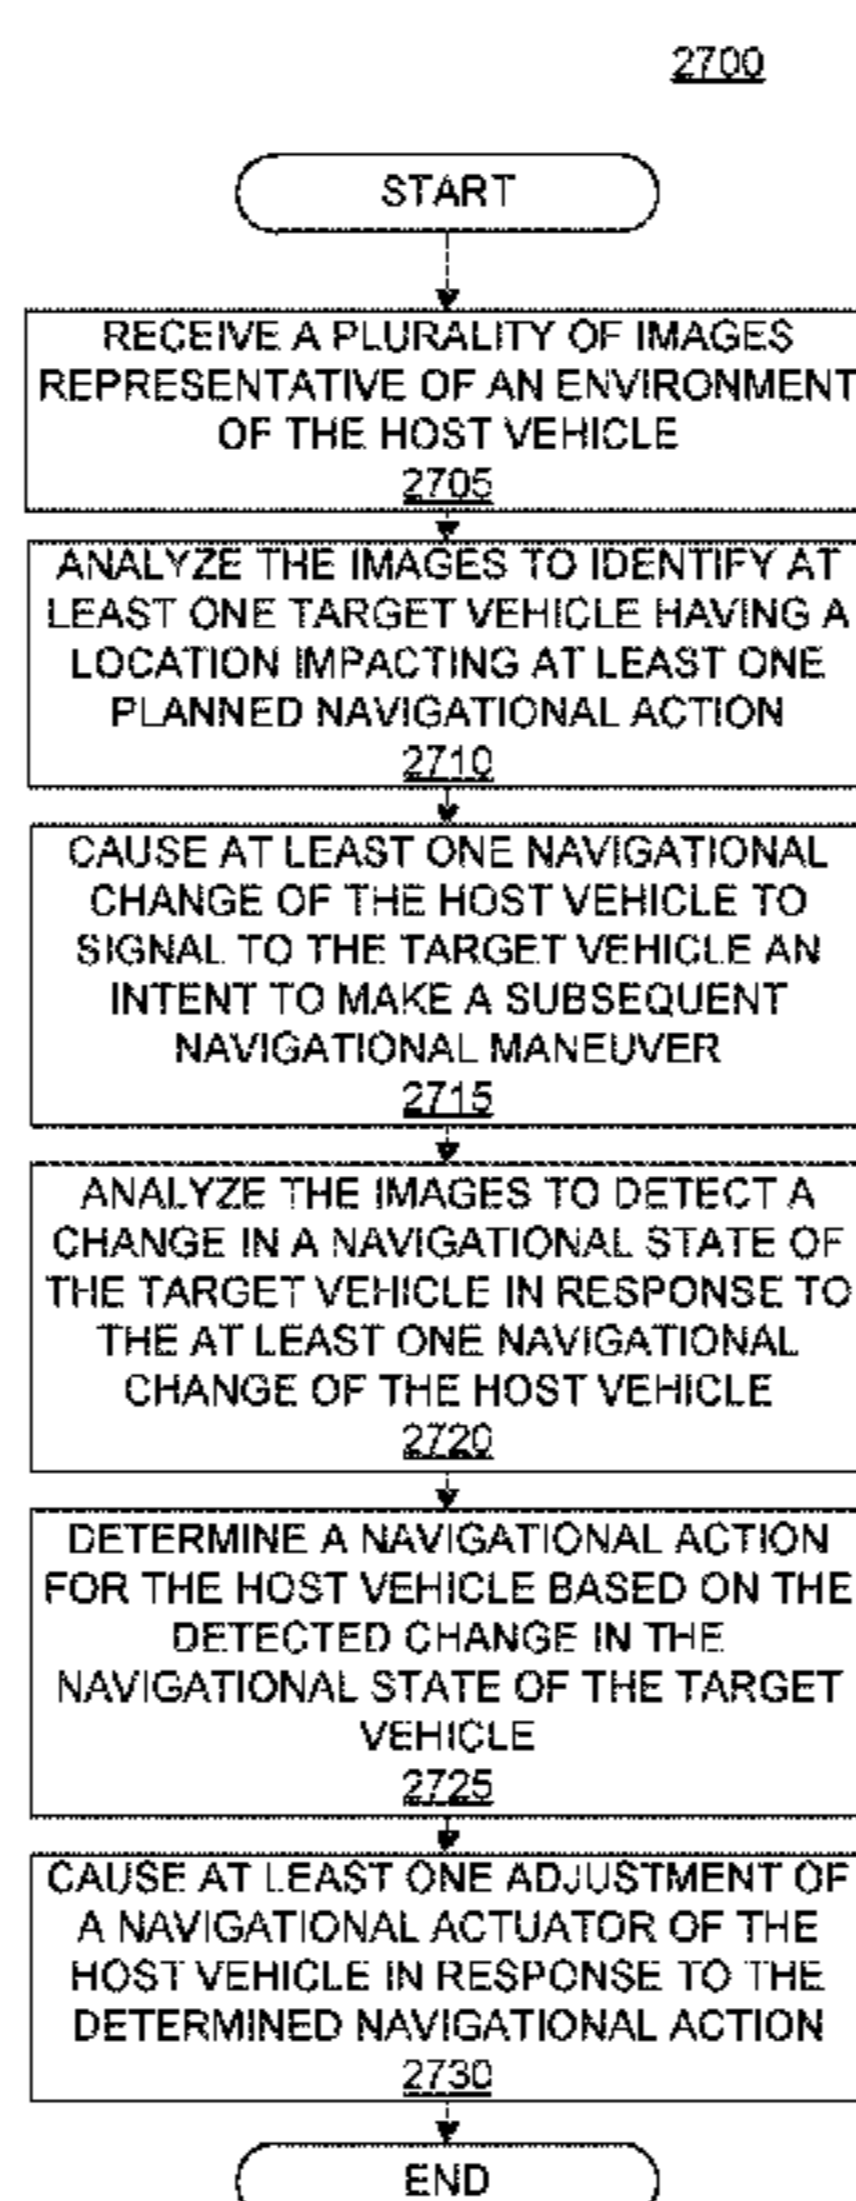 2700
START
RECEIVE A PLURALITY OF IMAGES
REPRESENTATIVE OF AN ENVIRONMENT
OF THE HOST VEHICLE
2705
ANALYZE THE IMAGES TO IDENTIFY AT
LEAST ONE TARGET VEHICLE HAVING A
LOCATION IMPACTING AT LEAST ONE
PLANNED NAVIGATIONAL ACTION
2710
CAUSE AT LEAST ONE NAVIGATIONAL
CHANGE OF THE HOST VEHICLE TO
SIGNAL TO THE TARGET VEHICLE AN
INTENT TO MAKE A SUBSEQUENT
NAVIGATIONAL MANEUVER
2715
ANALYZE THE IMAGES TO DETECT A
CHANGE IN A NAVIGATIONAL STATE OF
THE TARGET VEHICLE IN RESPONSE TO
THE AT LEAST ONE NAVIGATIONAL
CHANGE OF THE HOST VEHICLE
2720
DETERMINE A NAVIGATIONAL ACTION
FOR THE HOST VEHICLE BASED ON THE
DETECTED CHANGE IN THE
NAVIGATIONAL STATE OF THE TARGET
VEHICLE
2725
CAUSE AT LEAST ONE ADJUSTMENT OF
A NAVIGATIONAL ACTUATOR OF THE
HOST VEHICLE IN RESPONSE TO THE
DETERMINED NAVIGATIONAL ACTION
2730
END